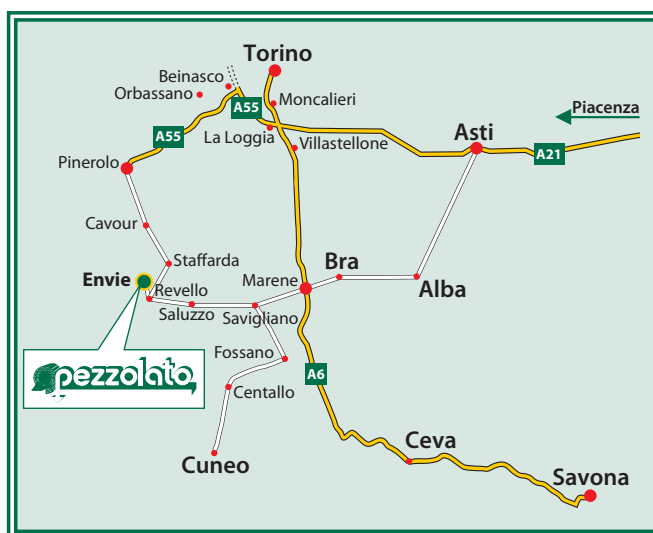 Torino
Beinasco
Orbassano
A55
Moncalieri
Piacenza
A55
La Loggia
Villastellone
Asti
A21
Pinerolo
Cavour
Staffarda
Envie
Revello
Marene
Bra
Alba
Saluzzo
Savigliano
Fossano
pezzolato
A6
Centallo
Cuneo
Ceva
Savona